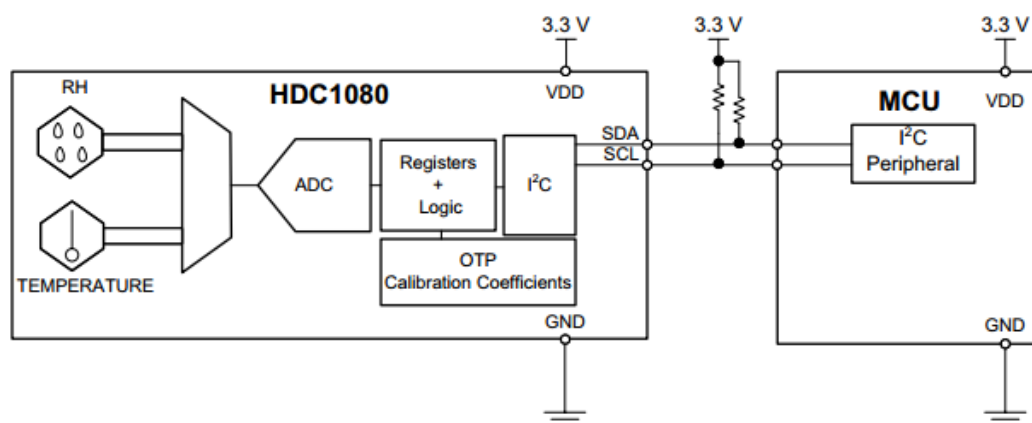 3.3 V
3.3 V
3.3 V
RH
HDC1080
VDD
MCU
VDD
SDA
SCL
I²C
Peripheral
ADC
Registers
+
Logic
I²C
OTP
Calibration Coefficients
TEMPERATURE
GND
GND